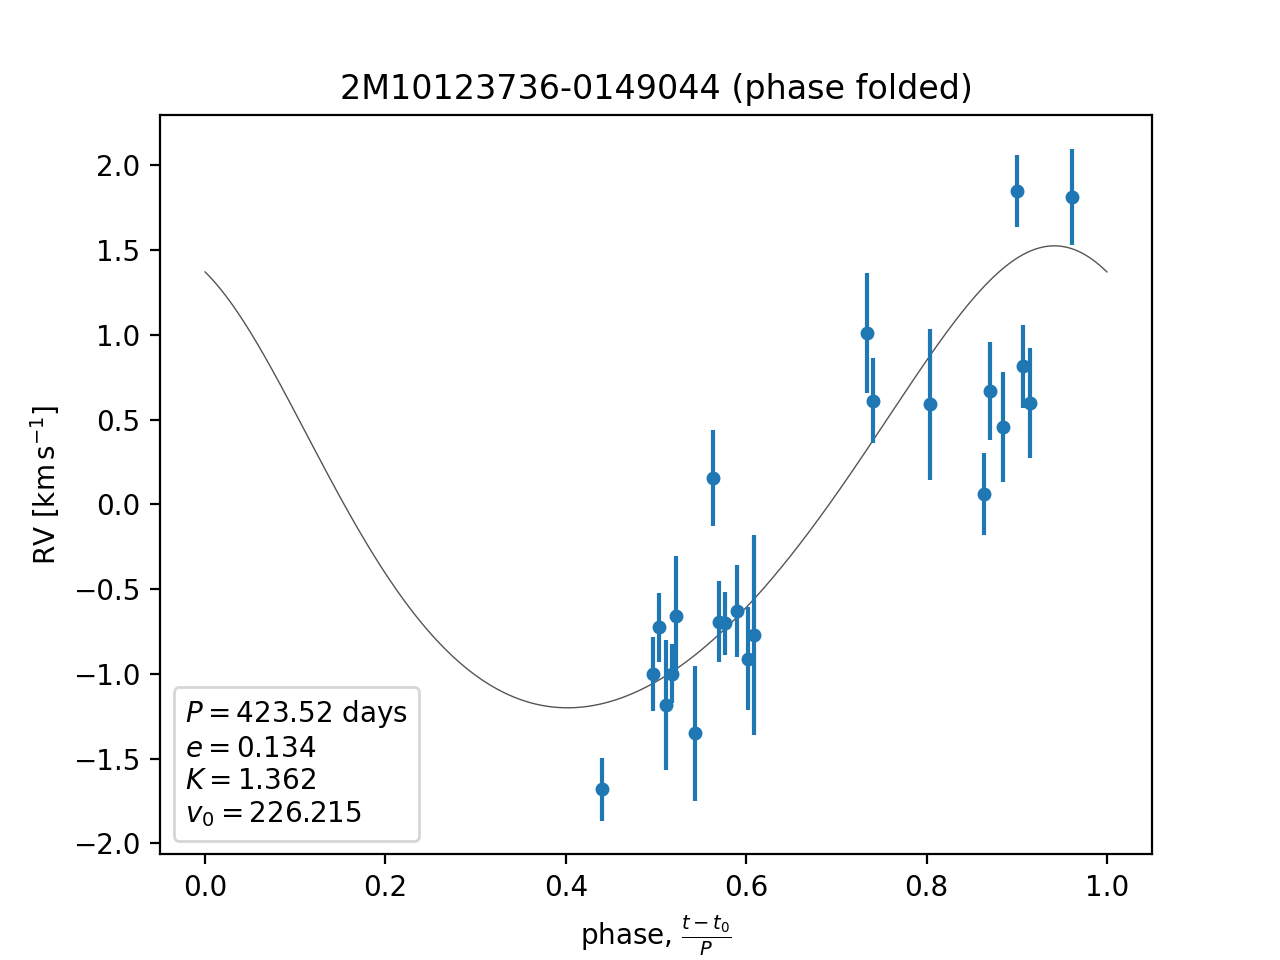 2M10123736-0149044 (phase folded)
RV [km s⁻¹]
2.0
1.5
1.0
0.5
0.0
−0.5
−1.0
−1.5
−2.0
P = 423.52 days
e = 0.134
K = 1.362
v₀ = 226.215
0.0 0.2 0.4 0.6 0.8 1.0
phase, (t − t₀)/P